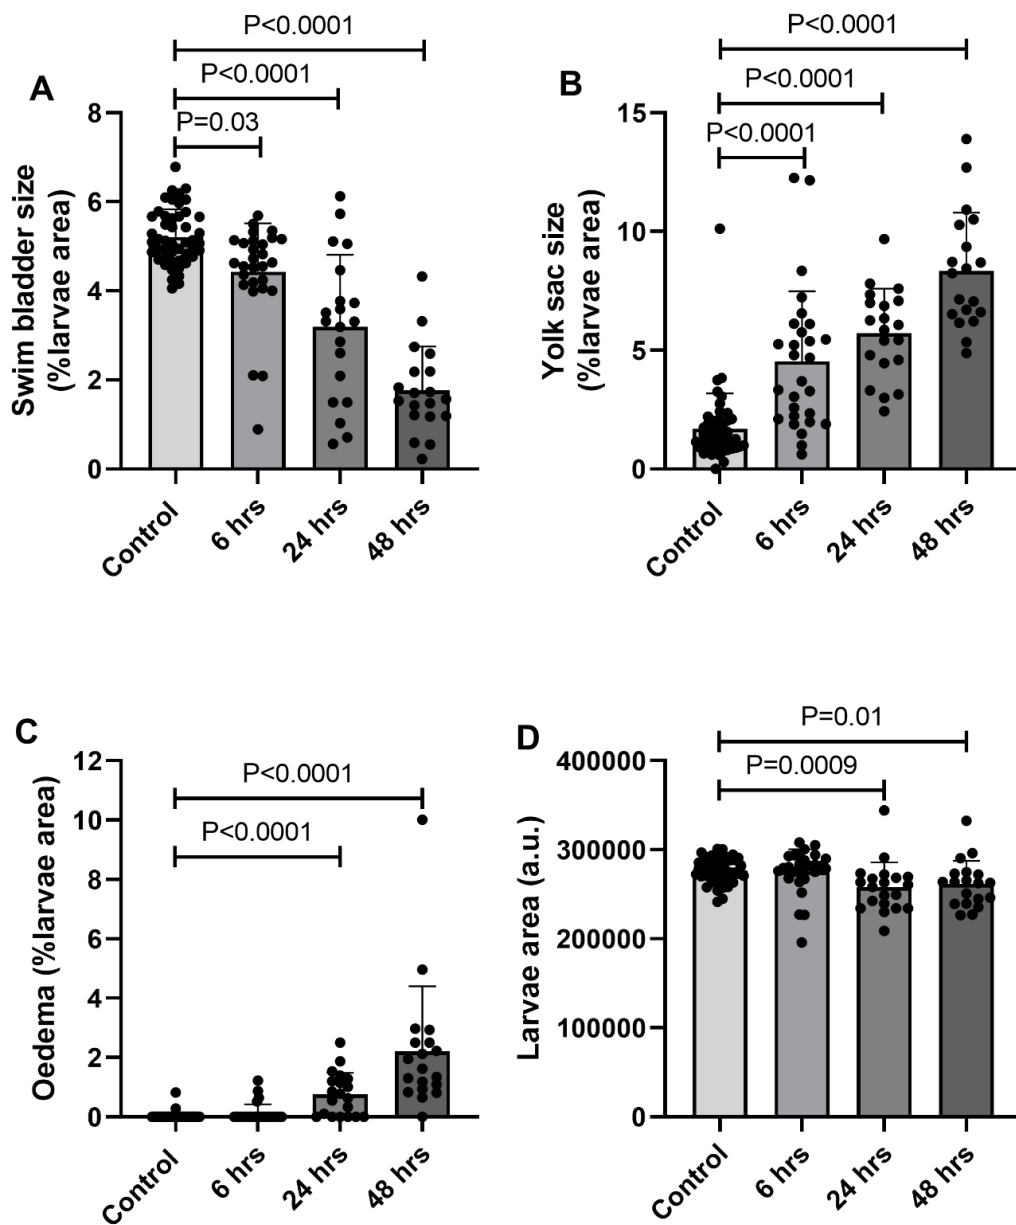 A
P<0.0001
P<0.0001
P=0.03
Swim bladder size
(%larvae area)
8
6
4
2
0
Control
6 hrs
24 hrs
48 hrs
B
P<0.0001
P<0.0001
P<0.0001
Yolk sac size
(%larvae area)
15
10
5
0
Control
6 hrs
24 hrs
48 hrs
C
P<0.0001
P<0.0001
Oedema (%larvae area)
12
10
8
6
4
2
0
Control
6 hrs
24 hrs
48 hrs
D
P=0.01
P=0.0009
Larvae area (a.u.)
400000
300000
200000
100000
0
Control
6 hrs
24 hrs
48 hrs